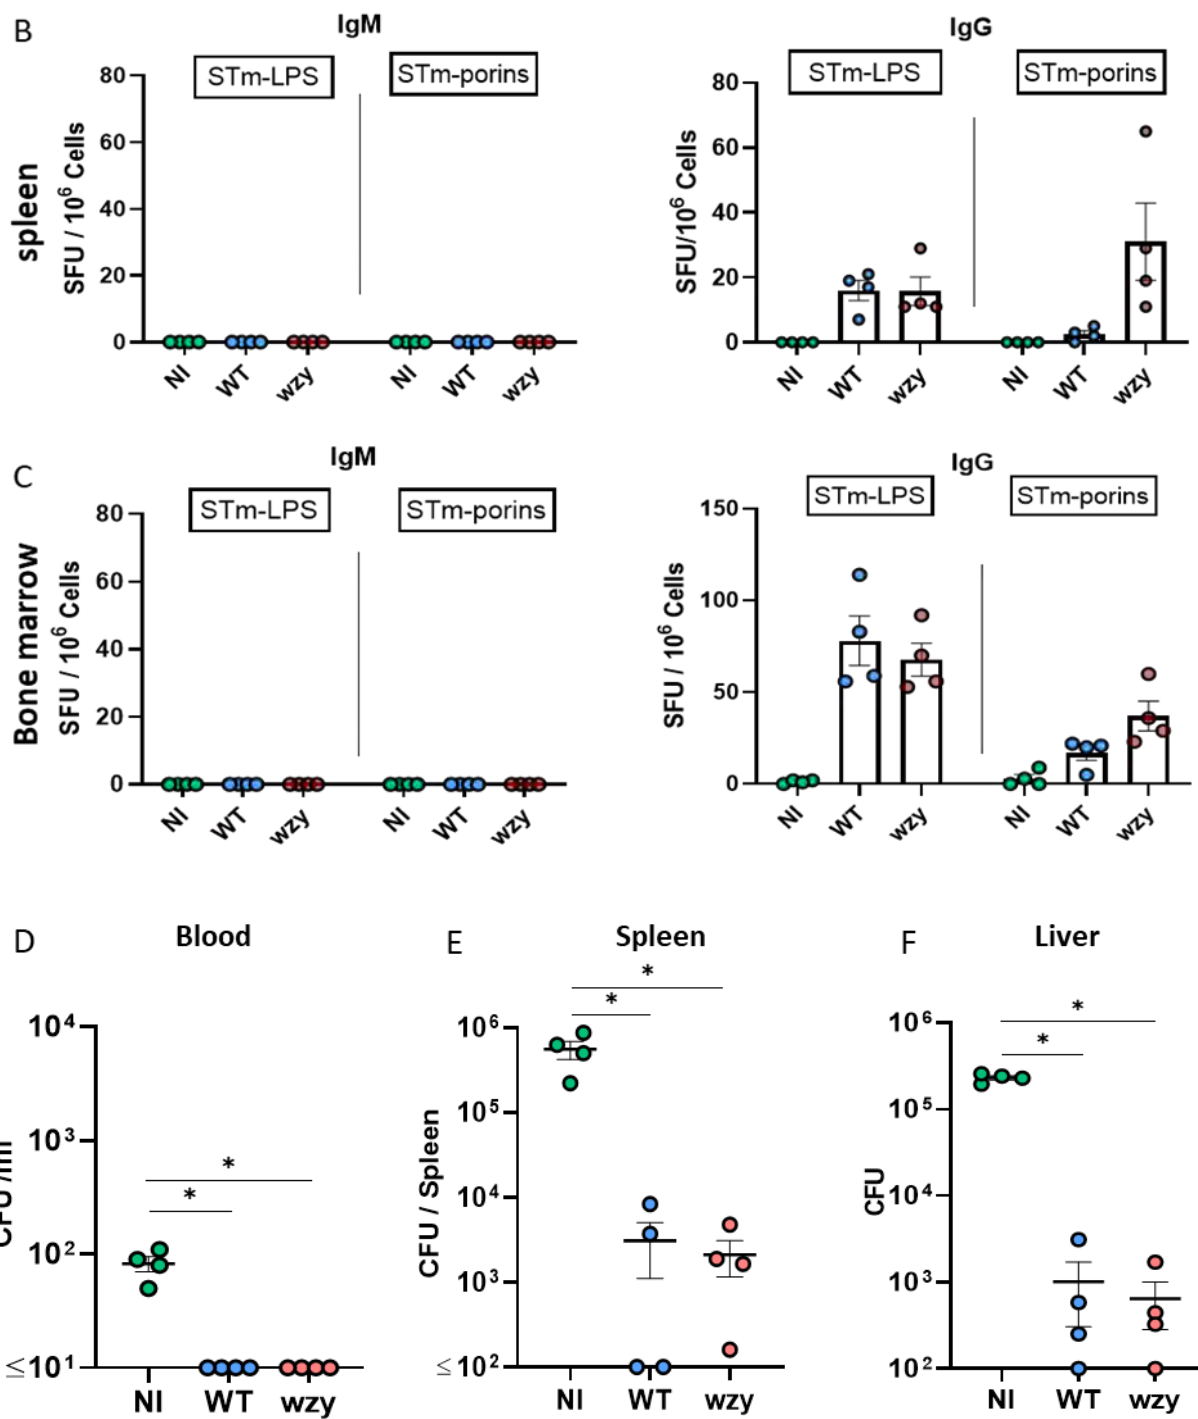 B
IgM
IgG
STm-LPS
STm-porins
STm-LPS
STm-porins
spleen
SFU / 10⁶ Cells
80
60
40
20
0
NI
WT
wzy
NI
WT
wzy
SFU/10⁶ Cells
80
60
40
20
0
NI
WT
wzy
NI
WT
wzy
C
IgM
IgG
STm-LPS
STm-porins
STm-LPS
STm-porins
Bone marrow
SFU / 10⁶ Cells
80
60
40
20
0
NI
WT
wzy
NI
WT
wzy
SFU / 10⁶ Cells
150
100
50
0
NI
WT
wzy
NI
WT
wzy
D
Blood
*
*
10⁴
10³
10²
≤10¹
NI
WT
wzy
E
Spleen
*
*
CFU / Spleen
10⁶
10⁵
10⁴
10³
≤10²
NI
WT
wzy
F
Liver
*
*
CFU
10⁶
10⁵
10⁴
10³
10²
NI
WT
wzy